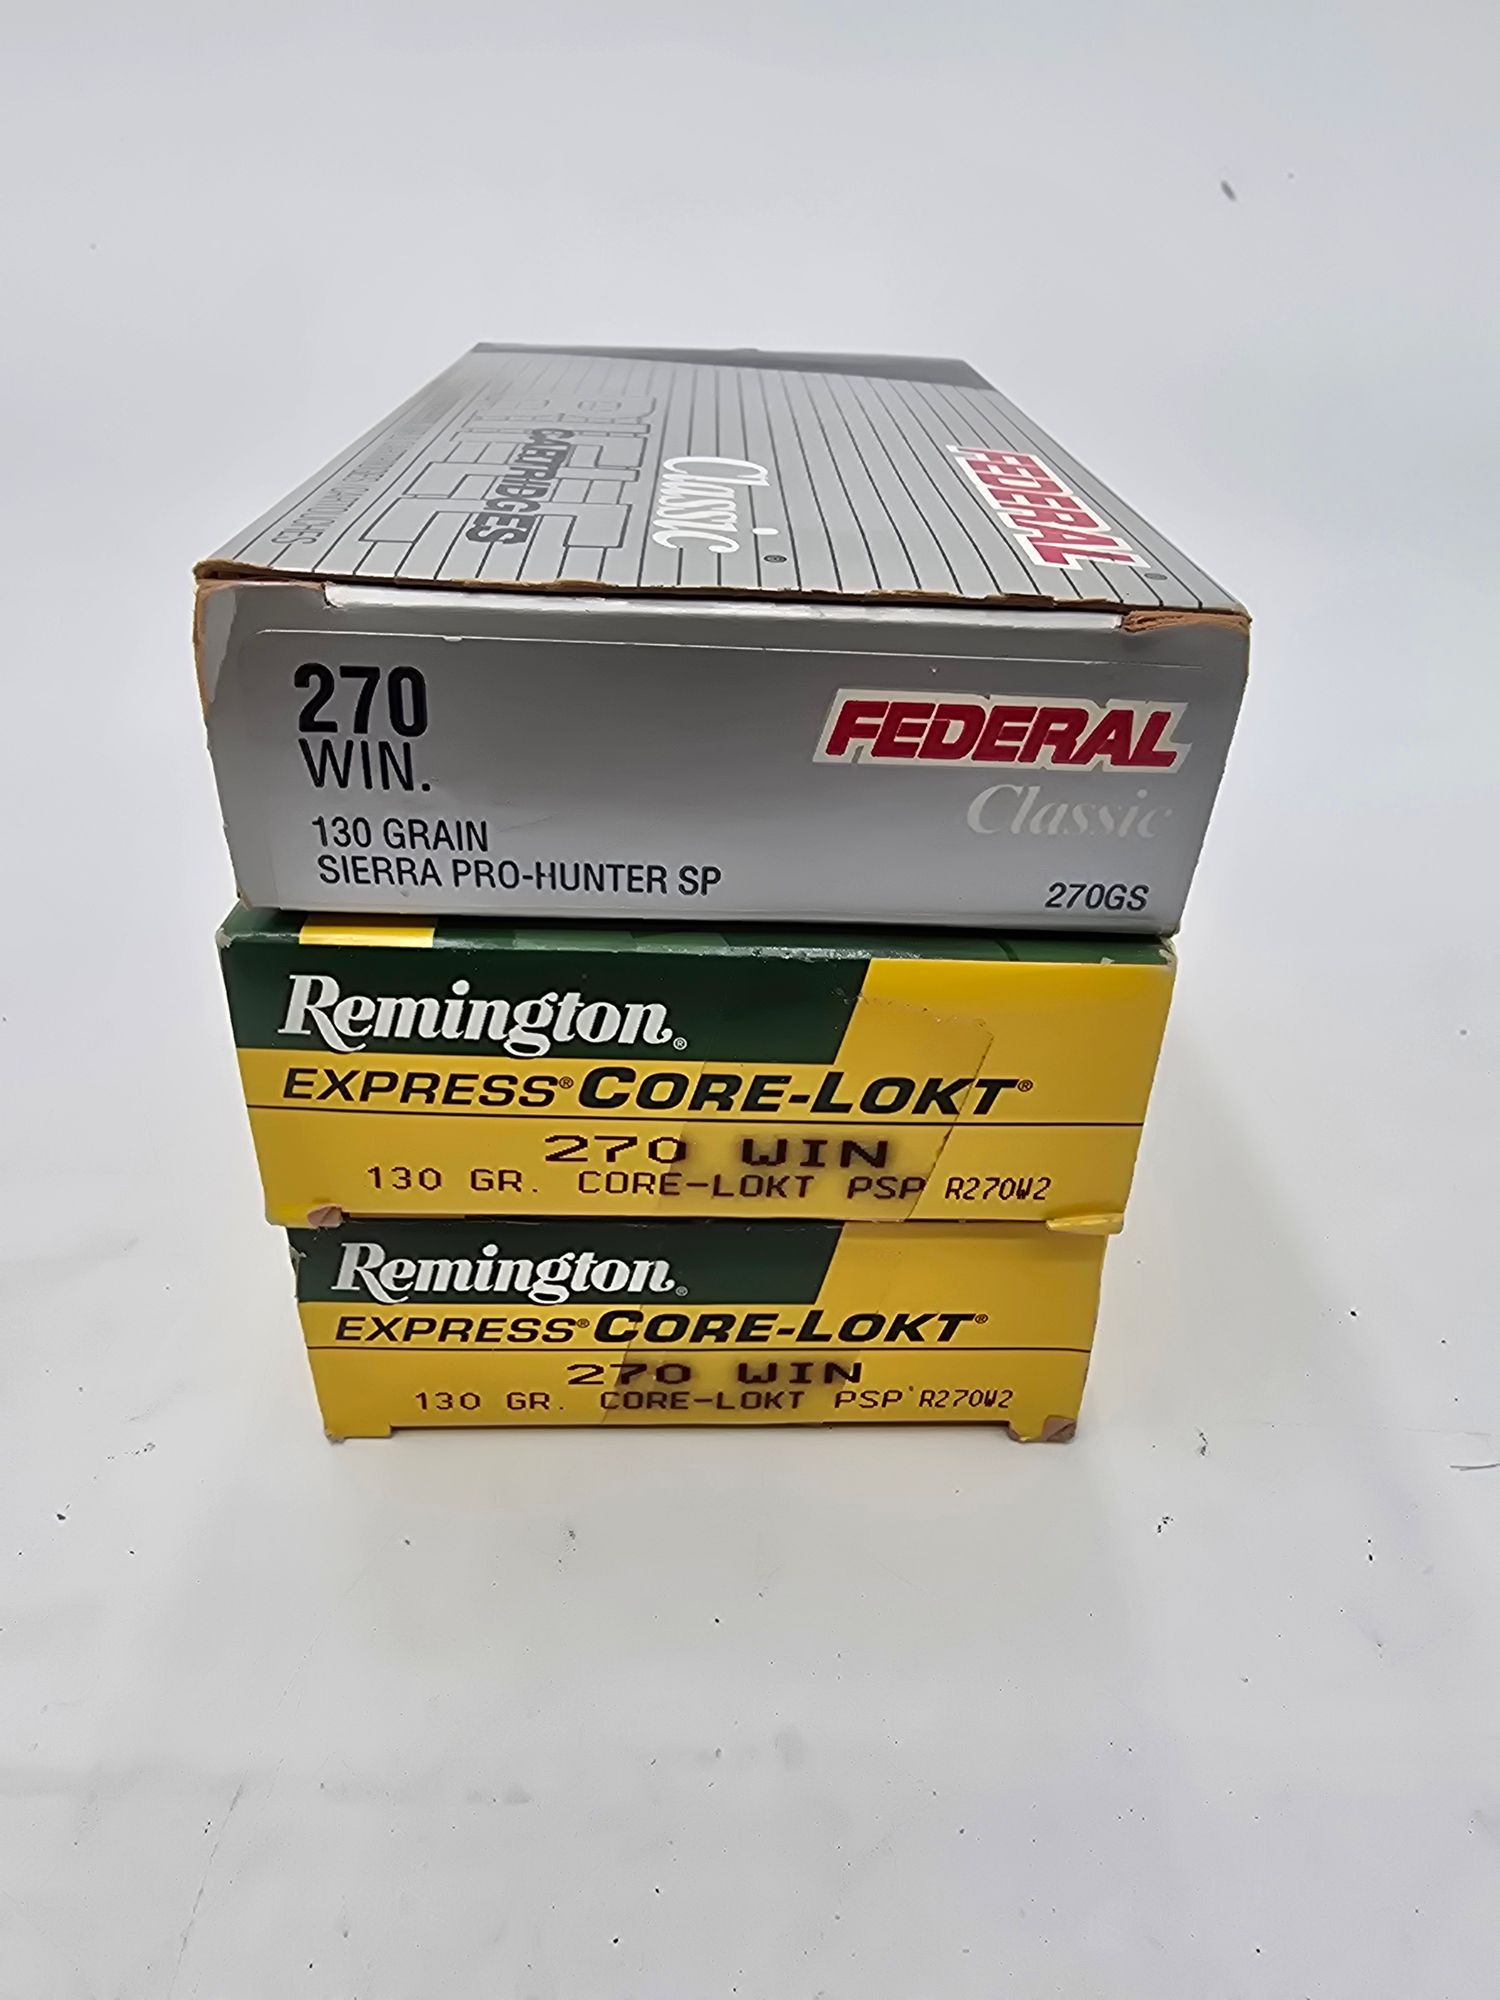 FEDERAL®
Classic®
RIFLE
CARTRIDGES
270
WIN.
130 GRAIN
SIERRA PRO-HUNTER SP
FEDERAL
Classic
270GS
Remington®
EXPRESS® CORE-LOKT®
270 WIN
130 GR. CORE-LOKT PSP R270W2
Remington®
EXPRESS® CORE-LOKT®
270 WIN
130 GR. CORE-LOKT PSP R270W2